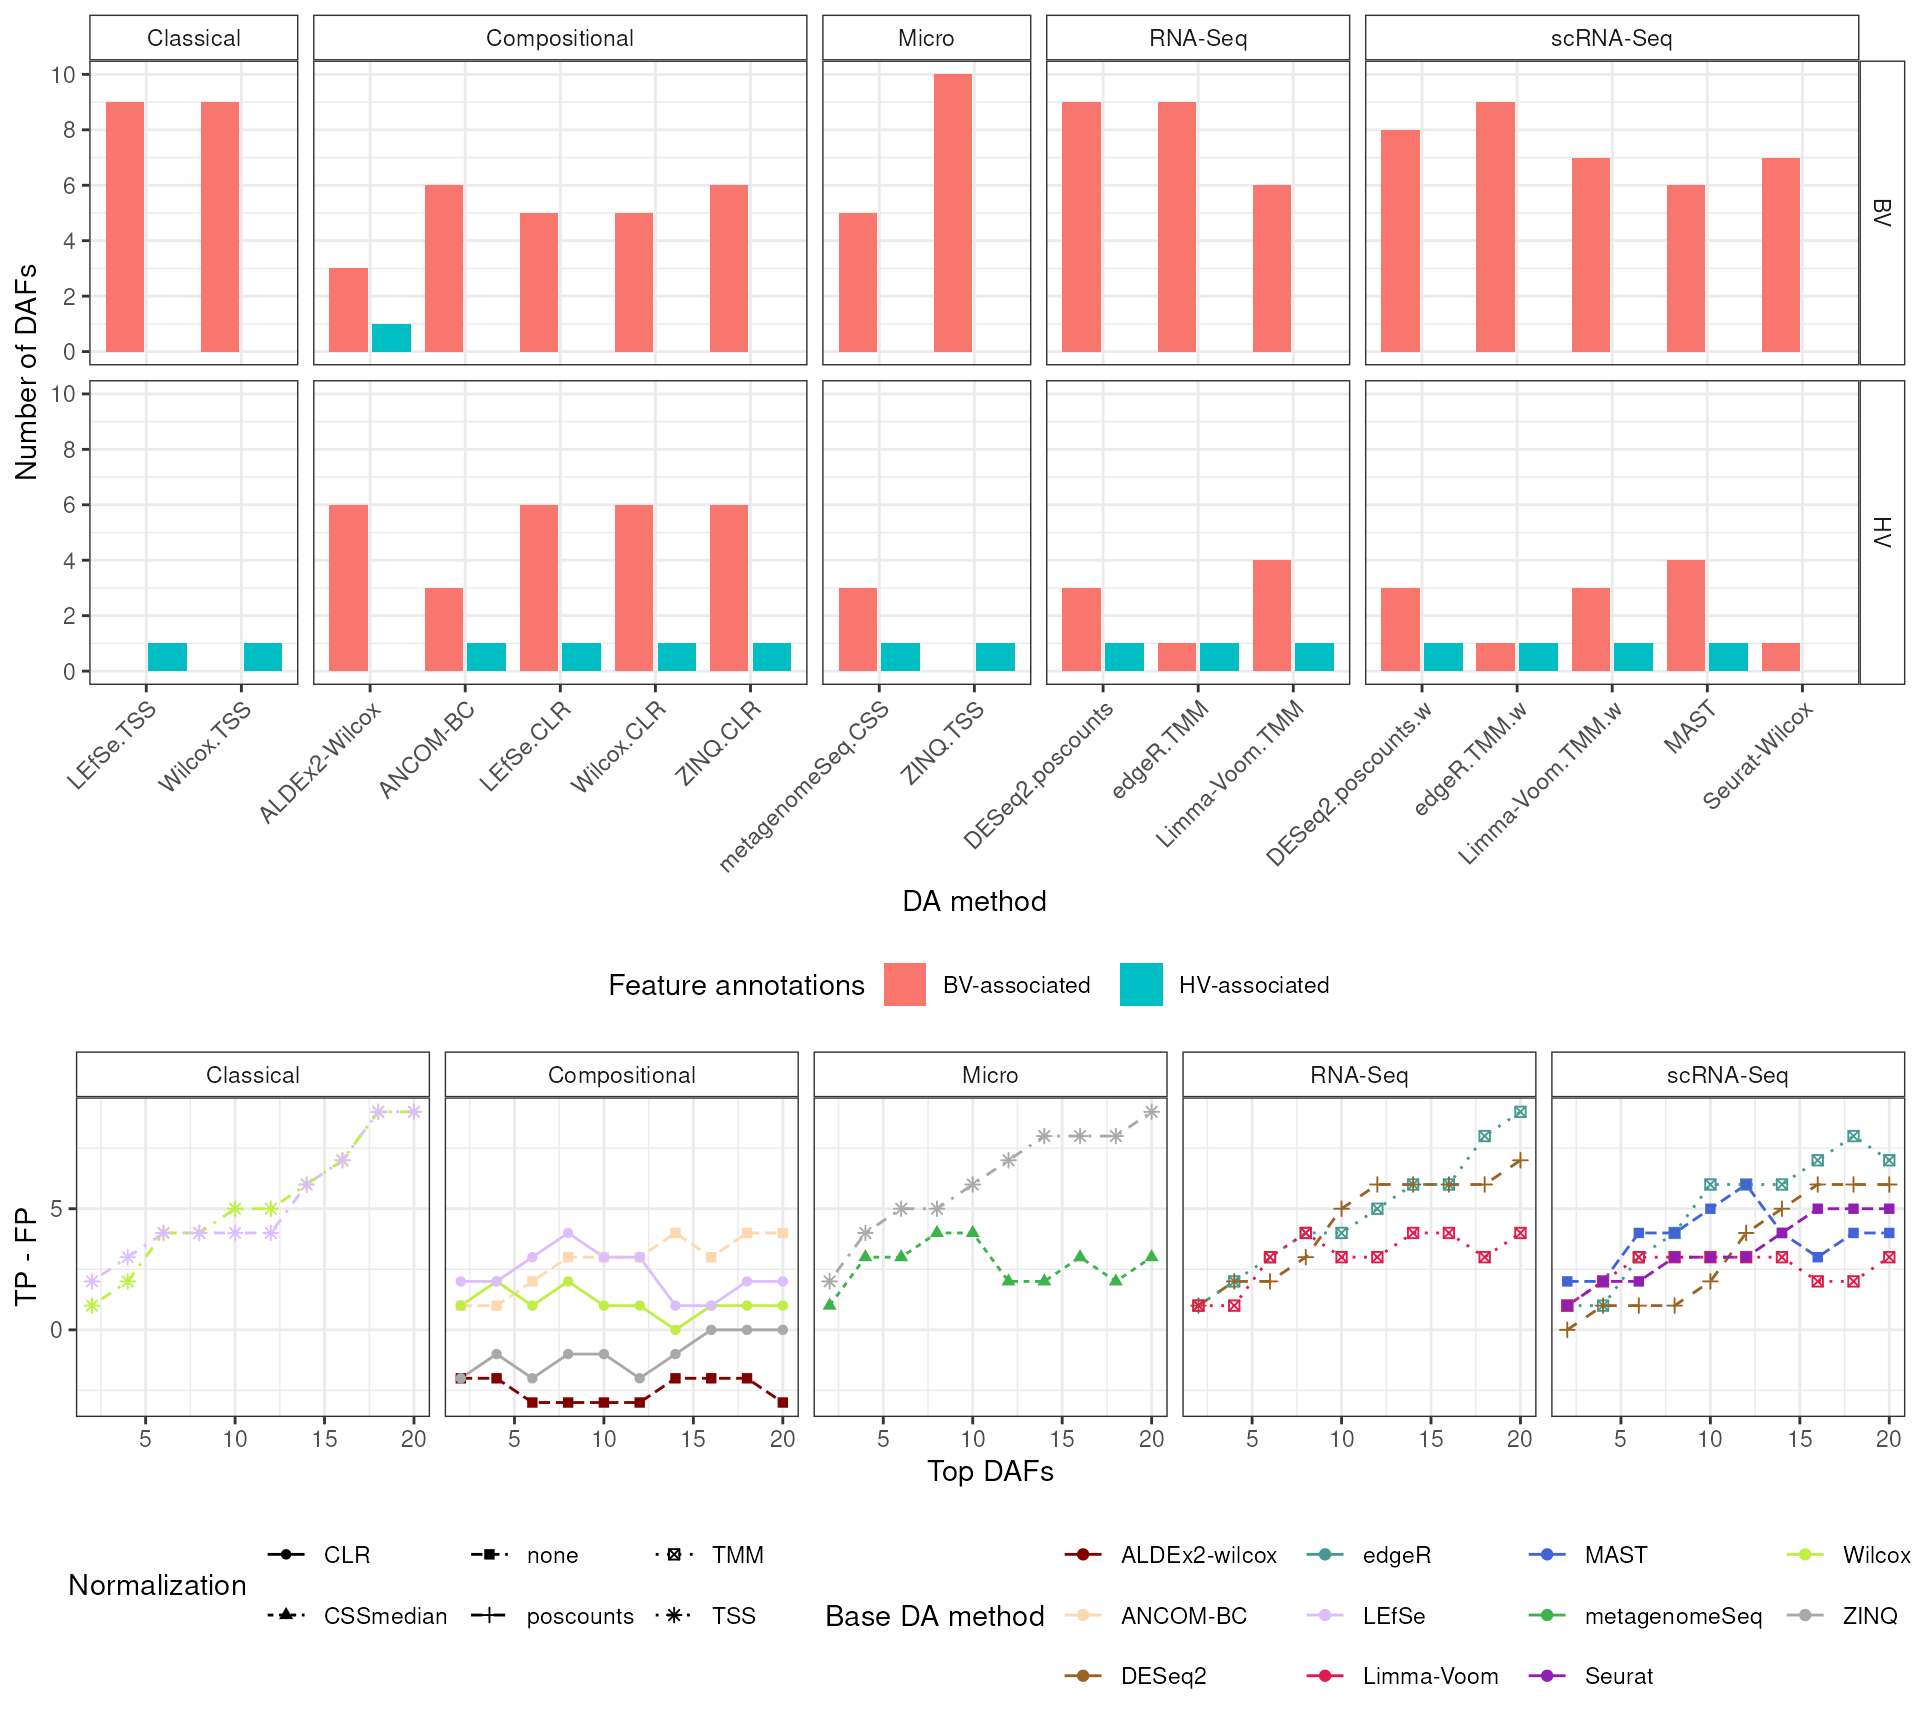 Classical Compositional Micro RNA-Seq scRNA-Seq
Number of DAFs
10
8
6
4
2
0
BV
10
8
6
4
2
0
HV
LEfSe.TSS Wilcox.TSS ALDEx2-Wilcox ANCOM-BC LEfSe.CLR Wilcox.CLR ZINQ.CLR metagenomeSeq.CSS ZINQ.TSS DESeq2.poscounts edgeR.TMM Limma-Voom.TMM DESeq2.poscounts.w edgeR.TMM.w Limma-Voom.TMM.w MAST Seurat-Wilcox
DA method
Feature annotations BV-associated HV-associated
Classical Compositional Micro RNA-Seq scRNA-Seq
TP - FP
5
0
5 10 15 20 5 10 15 20 5 10 15 20 5 10 15 20 5 10 15 20
Top DAFs
Normalization
CLR none TMM
CSSmedian poscounts TSS
Base DA method
ALDEx2-wilcox edgeR MAST Wilcox
ANCOM-BC LEfSe metagenomeSeq ZINQ
DESeq2 Limma-Voom Seurat